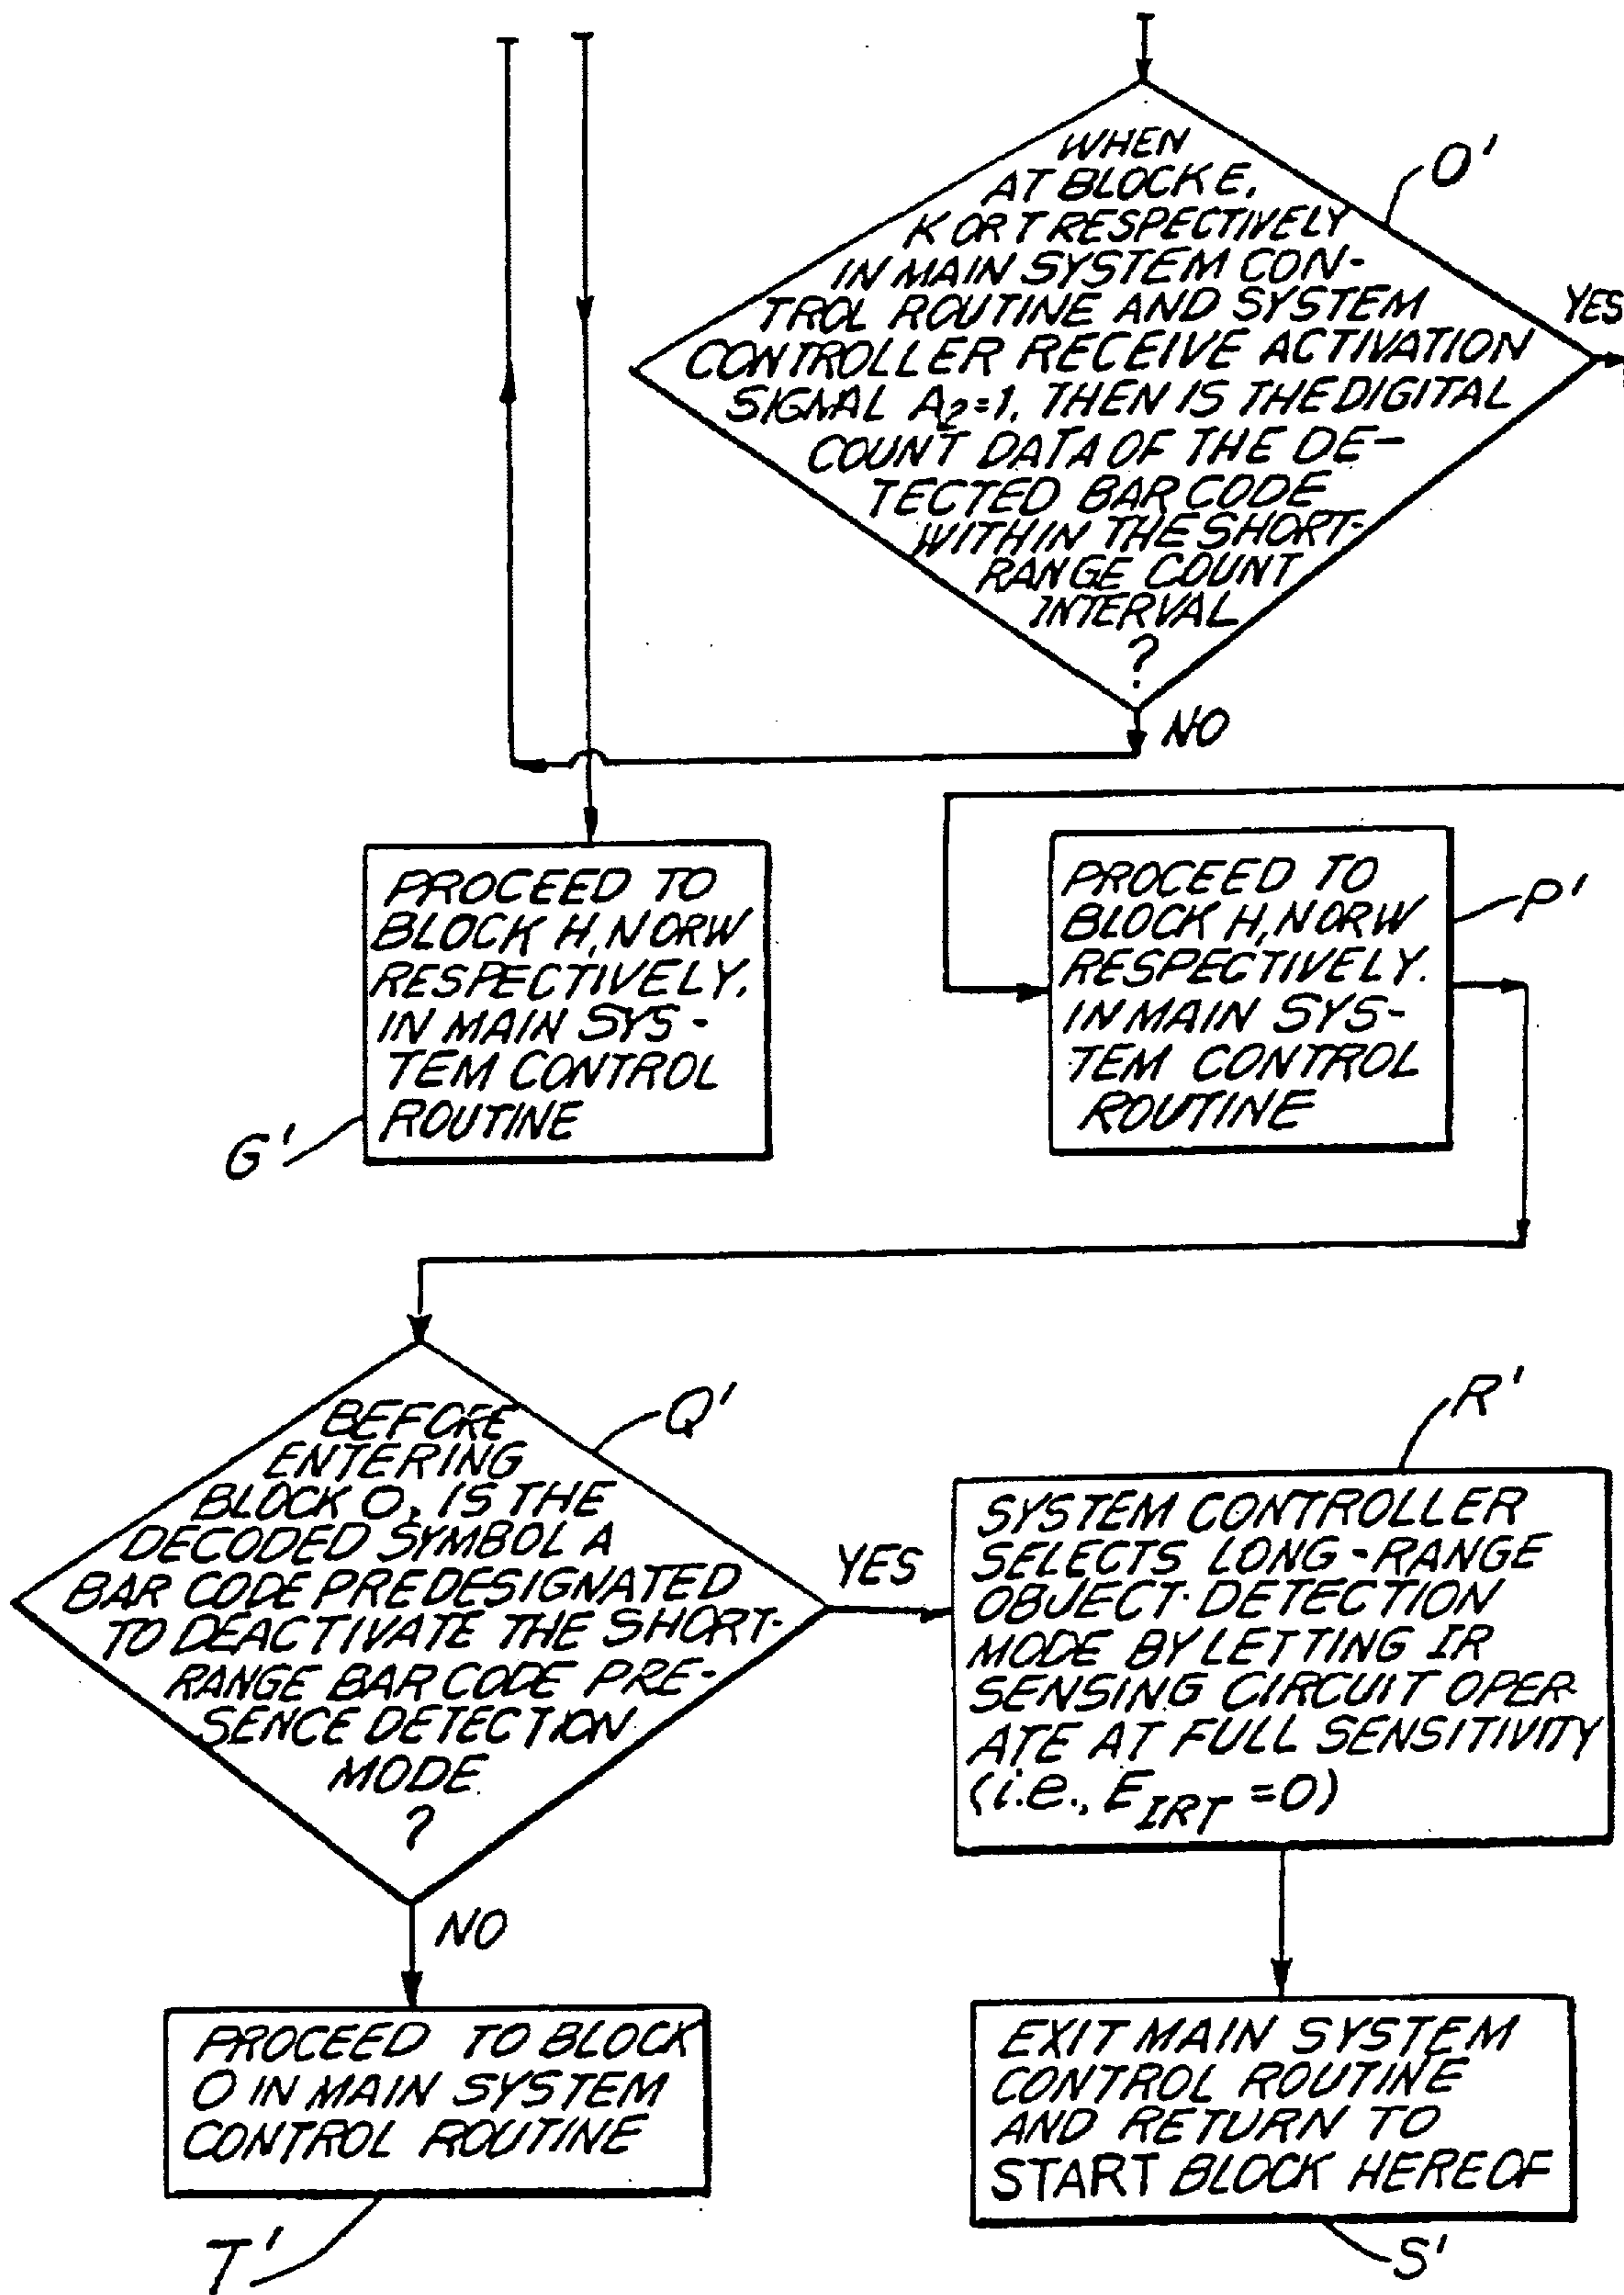 WHEN
AT BLOCK E,
K OR T RESPECTIVELY
IN MAIN SYSTEM CON-
TROL ROUTINE AND SYSTEM
CONTROLLER RECEIVE ACTIVATION
SIGNAL A2=1, THEN IS THE DIGITAL
COUNT DATA OF THE DE-
TECTED BAR CODE
WITHIN THE SHORT-
RANGE COUNT
INTERVAL
?
O'
YES
NO
PROCEED TO
BLOCK H, N OR W
RESPECTIVELY,
IN MAIN SYS-
TEM CONTROL
ROUTINE
G'
PROCEED TO
BLOCK H, N OR W
RESPECTIVELY.
IN MAIN SYS-
TEM CONTROL
ROUTINE
P'
BEFORE
ENTERING
BLOCK O, IS THE
DECODED SYMBOL A
BAR CODE PREDESIGNATED
TO DEACTIVATE THE SHORT-
RANGE BAR CODE PRE-
SENCE DETECTION
MODE
?
Q'
YES
NO
SYSTEM CONTROLLER
SELECTS LONG-RANGE
OBJECT-DETECTION
MODE BY LETTING IR
SENSING CIRCUIT OPER-
ATE AT FULL SENSITIVITY
(i.e., E IRT =0)
R'
PROCEED TO BLOCK
O IN MAIN SYSTEM
CONTROL ROUTINE
T'
EXIT MAIN SYSTEM
CONTROL ROUTINE
AND RETURN TO
START BLOCK HEREOF
S'